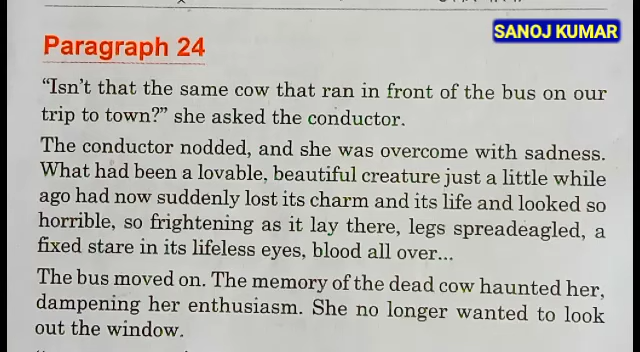 SANOJ KUMAR
Paragraph 24
“Isn’t that the same cow that ran in front of the bus on our
trip to town?” she asked the conductor.
The conductor nodded, and she was overcome with sadness.
What had been a lovable, beautiful creature just a little while
ago had now suddenly lost its charm and its life and looked so
horrible, so frightening as it lay there, legs spreadeagled, a
fixed stare in its lifeless eyes, blood all over...
The bus moved on. The memory of the dead cow haunted her,
dampening her enthusiasm. She no longer wanted to look
out the window.